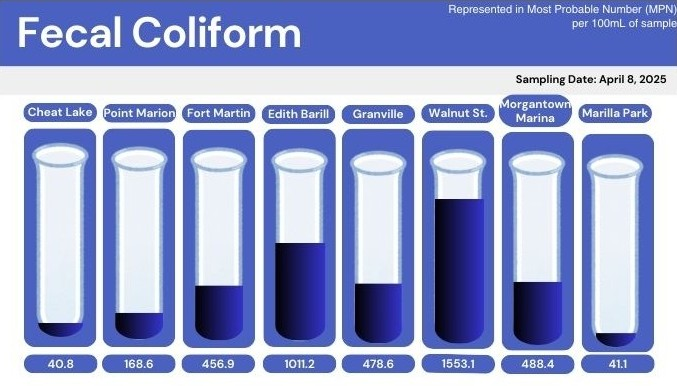 Fecal Coliform
Represented in Most Probable Number (MPN)
per 100mL of sample
Sampling Date: April 8, 2025
Cheat Lake
Point Marion
Fort Martin
Edith Barill
Granville
Walnut St.
Morgantown
Marina
Marilla Park
40.8
168.6
456.9
1011.2
478.6
1553.1
488.4
41.1